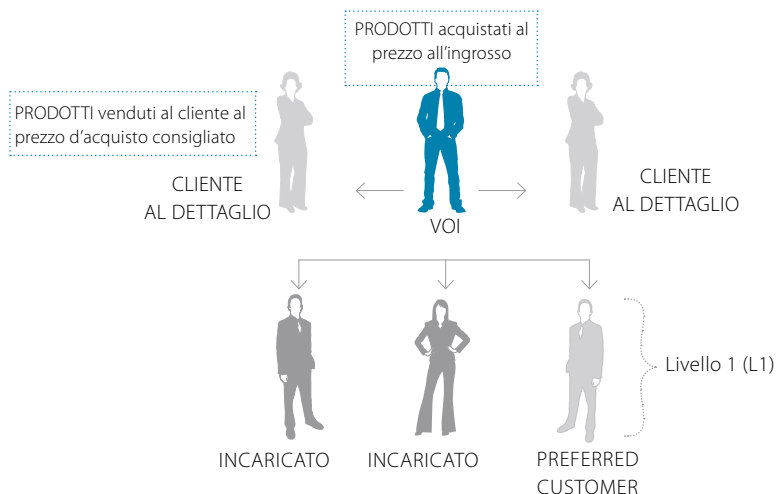 PRODOTTI acquistati al
prezzo all'ingrosso
PRODOTTI venduti al cliente al
prezzo d'acquisto consigliato
CLIENTE
AL DETTAGLIO
CLIENTE
AL DETTAGLIO
VOI
Livello 1 (L1)
INCARICATO
INCARICATO
PREFERRED
CUSTOMER